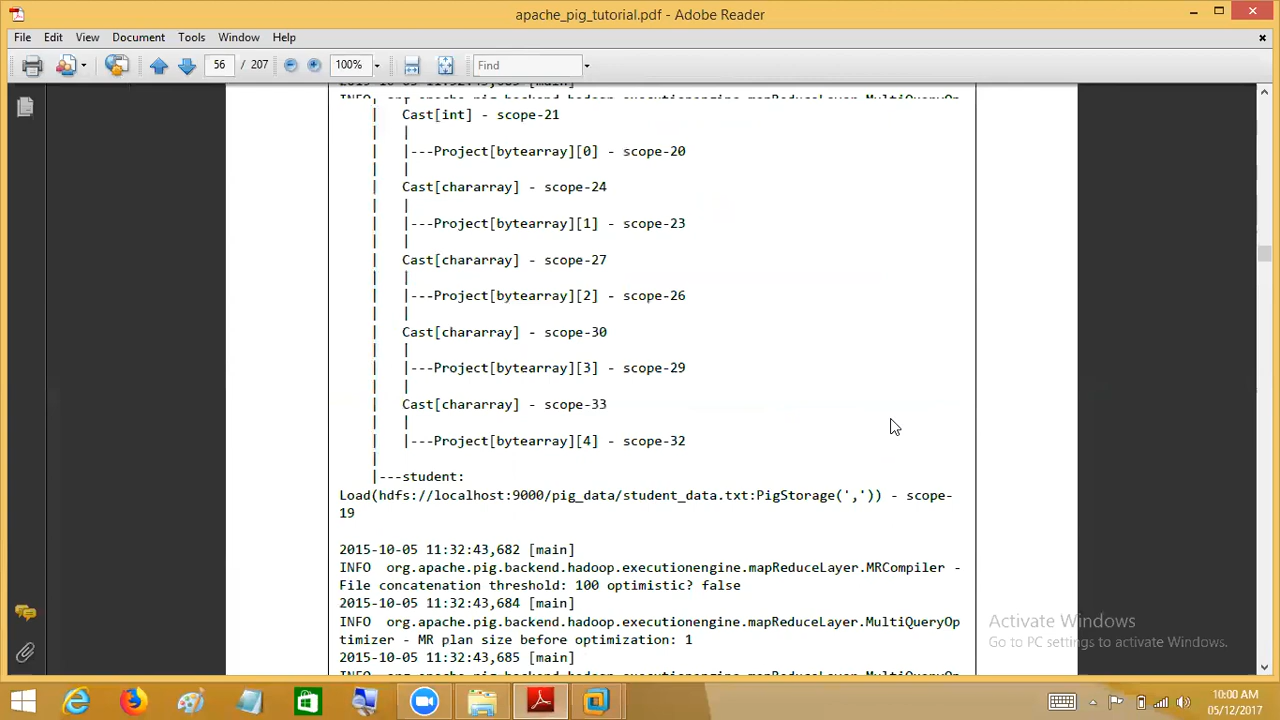 apache_pig_tutorial.pdf - Adobe Reader
File Edit View Document Tools Window Help
56 / 207 100% Find
| Cast[int] - scope-21
| |
| |---Project[bytearray][0] - scope-20
| |
| Cast[chararray] - scope-24
| |
| |---Project[bytearray][1] - scope-23
| |
| Cast[chararray] - scope-27
| |
| |---Project[bytearray][2] - scope-26
| |
| Cast[chararray] - scope-30
| |
| |---Project[bytearray][3] - scope-29
| |
| Cast[chararray] - scope-33
| |
| |---Project[bytearray][4] - scope-32
|
|---student:
Load(hdfs://localhost:9000/pig_data/student_data.txt:PigStorage(',')) - scope-
19
2015-10-05 11:32:43,682 [main]
INFO org.apache.pig.backend.hadoop.executionengine.mapReduceLayer.MRCompiler -
File concatenation threshold: 100 optimistic? false
2015-10-05 11:32:43,684 [main]
INFO org.apache.pig.backend.hadoop.executionengine.mapReduceLayer.MultiQueryOp
timizer - MR plan size before optimization: 1
2015-10-05 11:32:43,685 [main]
Activate Windows
Go to PC settings to activate Windows.
10:00 AM
05/12/2017